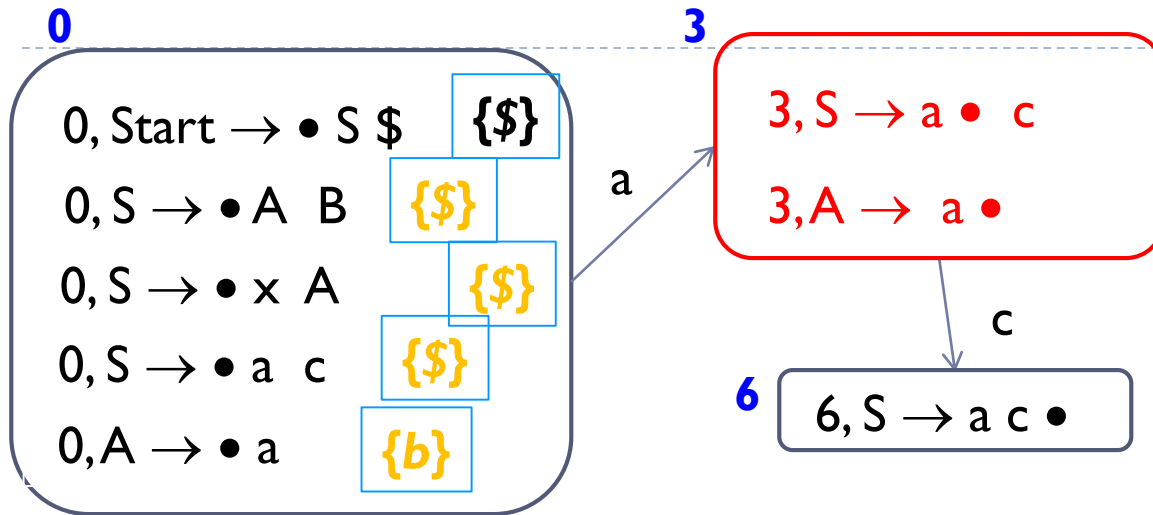 0
3
0, Start → • S $ {$}
0, S → • A B {$}
0, S → • x A {$}
0, S → • a c {$}
0, A → • a {b}
a
3, S → a • c
3, A → a •
c
6
6, S → a c •